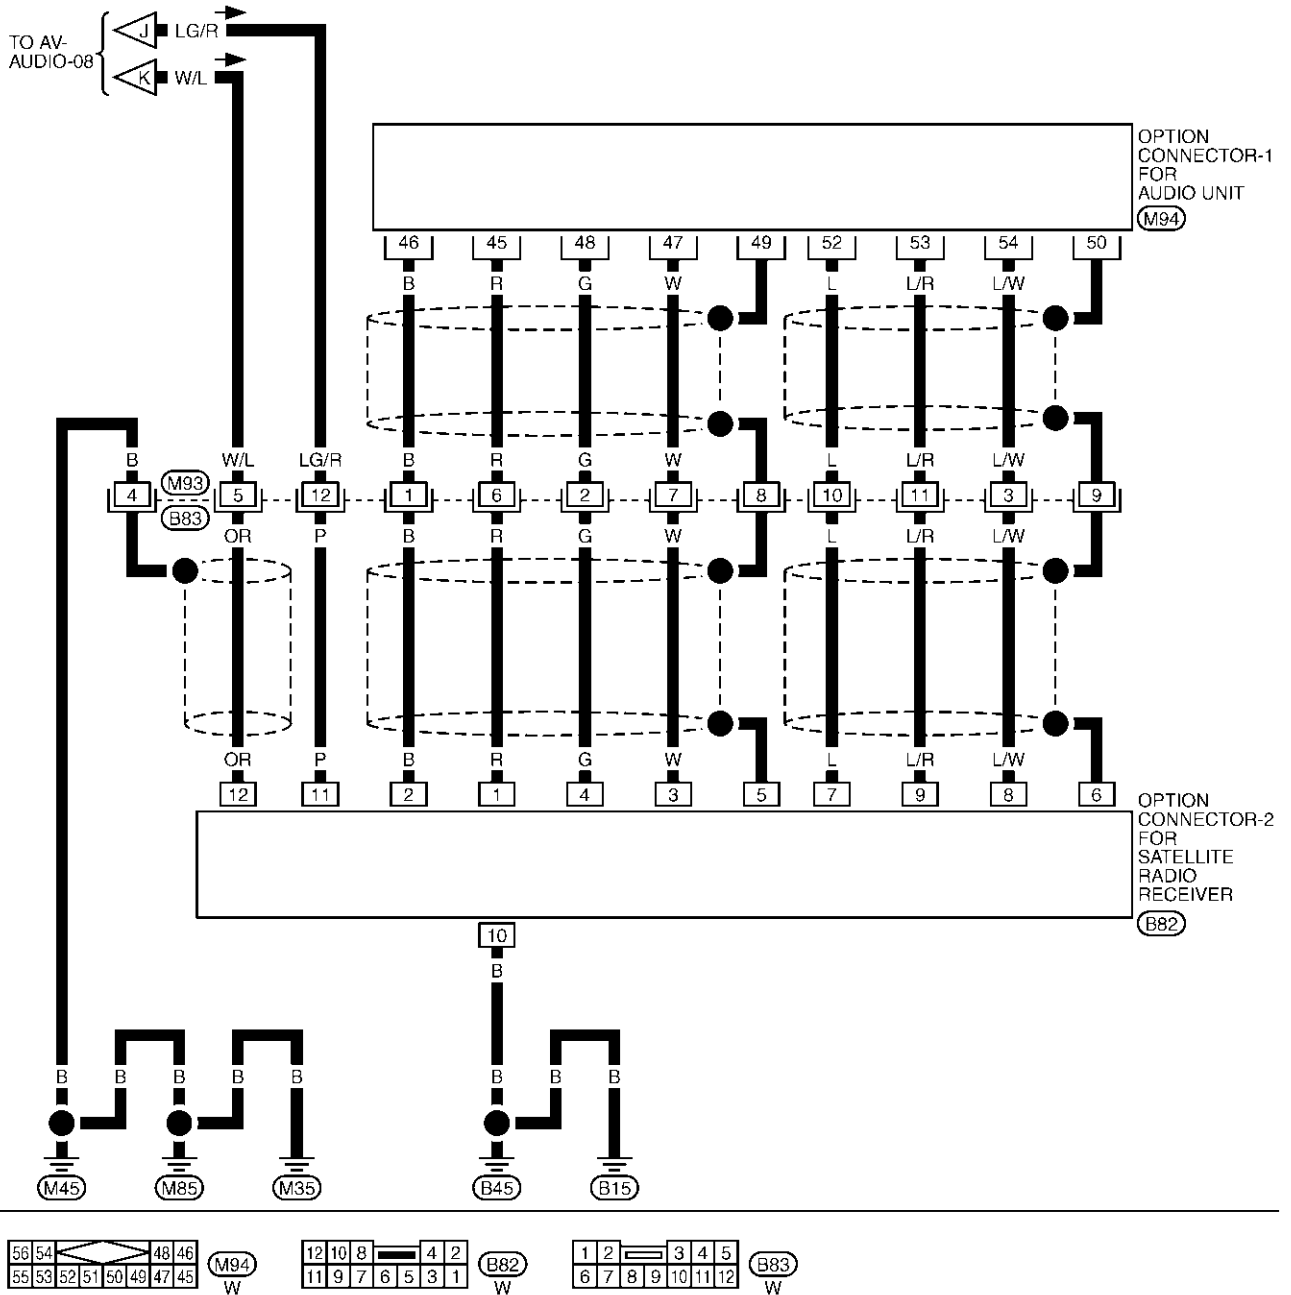 J LG/R
TO AV-
AUDIO-08
K W/L
OPTION
CONNECTOR-1
FOR
AUDIO UNIT
M94
46 45 48 47 49 52 53 54 50
B R G W L L/R L/W
B W/L LG/R B R G W L L/R L/W
M93
4 5 12 1 6 2 7 8 10 11 3 9
B83
OR P B R G W L L/R L/W
OR P B R G W L L/R L/W
12 11 2 1 4 3 5 7 9 8 6
OPTION
CONNECTOR-2
FOR
SATELLITE
RADIO
RECEIVER
B82
10
B
B B B B B B B B
M45 M85 M35 B45 B15
56 54 48 46
55 53 52 51 50 49 47 45
M94
W
12 10 8 4 2
11 9 7 6 5 3 1
B82
W
1 2 3 4 5
6 7 8 9 10 11 12
B83
W